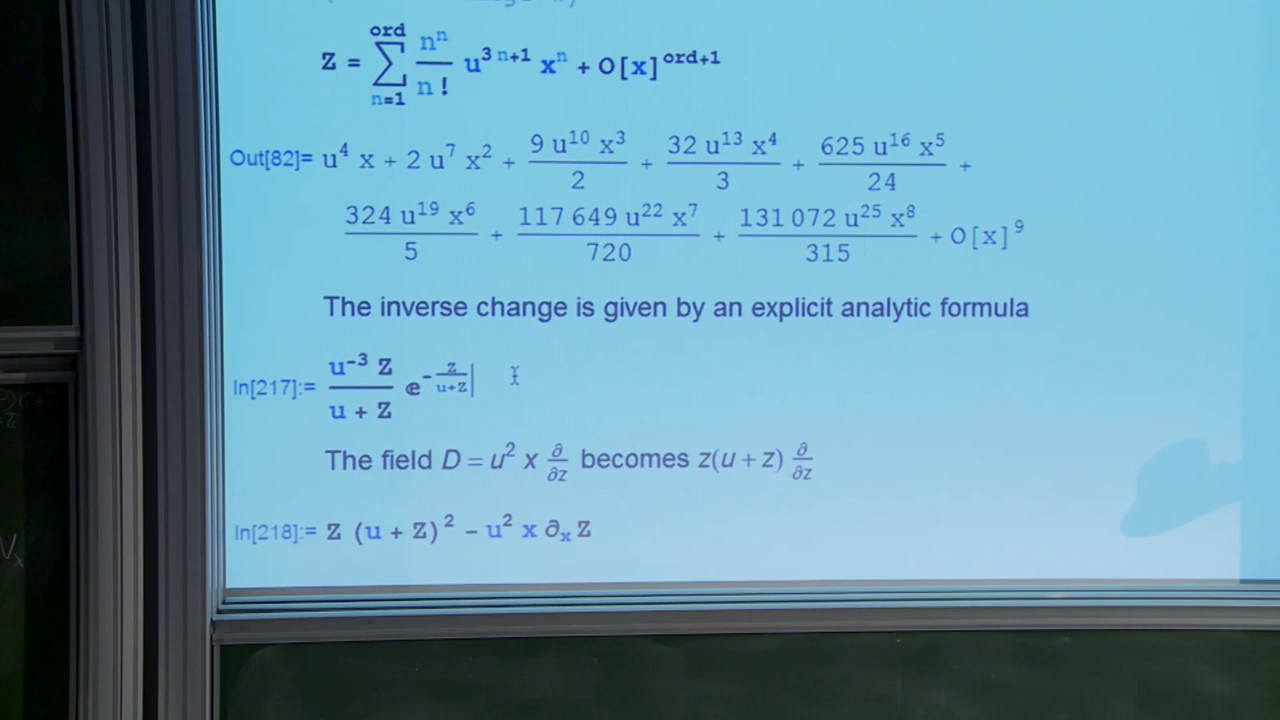 Z = ∑_{n=1}^{ord} n^n/n! u^{3 n+1} x^n + O[x]^{ord+1}
Out[82]= u^4 x + 2 u^7 x^2 + 9 u^10 x^3/2 + 32 u^13 x^4/3 + 625 u^16 x^5/24 +
324 u^19 x^6/5 + 117 649 u^22 x^7/720 + 131 072 u^25 x^8/315 + O[x]^9
The inverse change is given by an explicit analytic formula
In[217]:= u^{-3} Z/(u + Z) e^{-Z/(u+Z)}
The field D = u^2 x ∂/∂z becomes z(u + z) ∂/∂z
In[218]:= Z (u + Z)^2 - u^2 x ∂_x Z